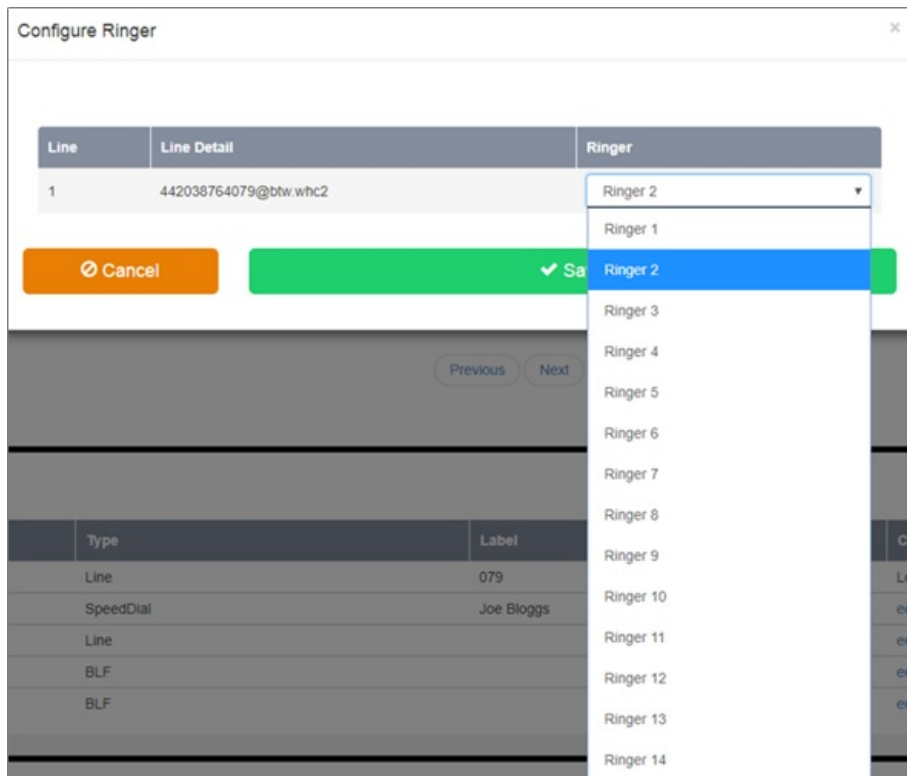 Configure Ringer ×
Line Line Detail Ringer
1 442038764079@btw.whc2 Ringer 2
Ringer 1
Cancel Sa Ringer 2
Ringer 3
Ringer 4
Previous Next
Ringer 5
Ringer 6
Ringer 7
Ringer 8
Type Label C
Ringer 9
Line 079
Ringer 10
SpeedDial Joe Bloggs
Ringer 11
Line
Ringer 12
BLF
Ringer 13
BLF
Ringer 14